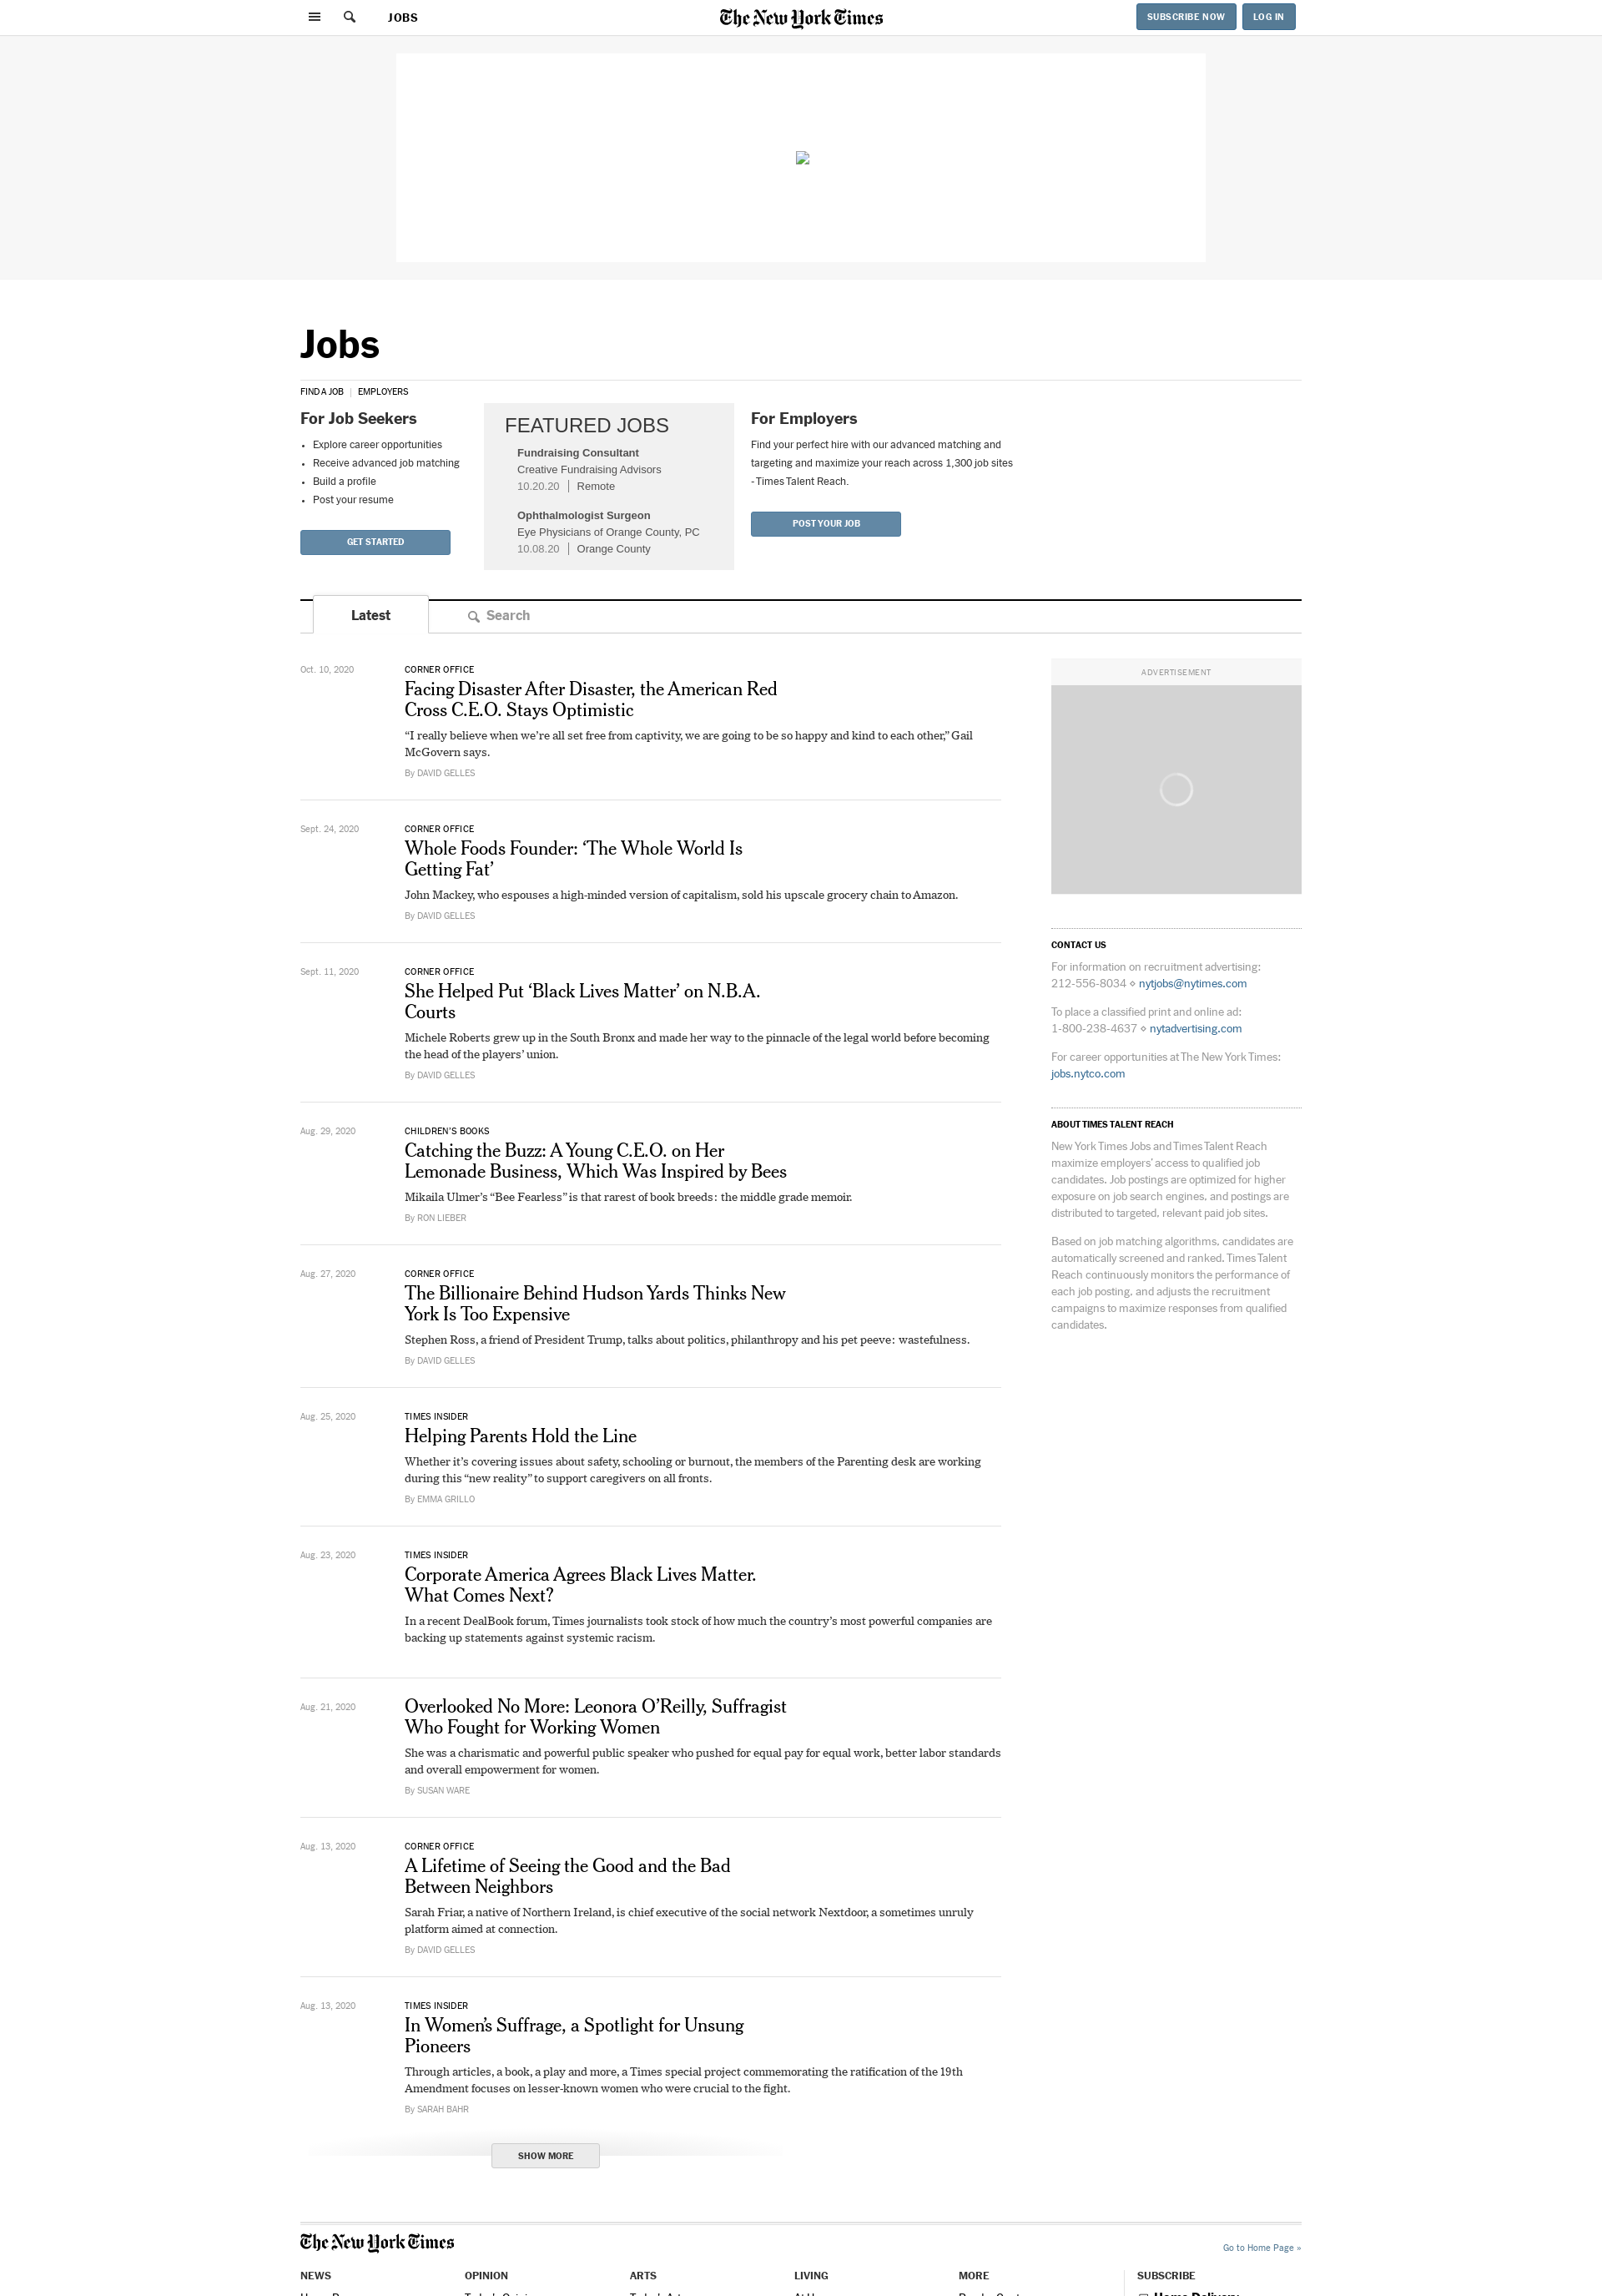 JOBS
The New York Times
SUBSCRIBE NOW
LOG IN
Jobs
FIND A JOB
EMPLOYERS
For Job Seekers
Explore career opportunities
Receive advanced job matching
Build a profile
Post your resume
GET STARTED
FEATURED JOBS
Fundraising Consultant
Creative Fundraising Advisors
10.20.20 | Remote
Ophthalmologist Surgeon
Eye Physicians of Orange County, PC
10.08.20 | Orange County
For Employers
Find your perfect hire with our advanced matching and
targeting and maximize your reach across 1,300 job sites
- Times Talent Reach.
POST YOUR JOB
Latest
Search
Oct. 10, 2020
CORNER OFFICE
Facing Disaster After Disaster, the American Red
Cross C.E.O. Stays Optimistic
“I really believe when we’re all set free from captivity, we are going to be so happy and kind to each other,” Gail
McGovern says.
By DAVID GELLES
Sept. 24, 2020
CORNER OFFICE
Whole Foods Founder: ‘The Whole World Is
Getting Fat’
John Mackey, who espouses a high-minded version of capitalism, sold his upscale grocery chain to Amazon.
By DAVID GELLES
Sept. 11, 2020
CORNER OFFICE
She Helped Put ‘Black Lives Matter’ on N.B.A.
Courts
Michele Roberts grew up in the South Bronx and made her way to the pinnacle of the legal world before becoming
the head of the players’ union.
By DAVID GELLES
Aug. 29, 2020
CHILDREN’S BOOKS
Catching the Buzz: A Young C.E.O. on Her
Lemonade Business, Which Was Inspired by Bees
Mikaila Ulmer’s “Bee Fearless” is that rarest of book breeds: the middle grade memoir.
By RON LIEBER
Aug. 27, 2020
CORNER OFFICE
The Billionaire Behind Hudson Yards Thinks New
York Is Too Expensive
Stephen Ross, a friend of President Trump, talks about politics, philanthropy and his pet peeve: wastefulness.
By DAVID GELLES
Aug. 25, 2020
TIMES INSIDER
Helping Parents Hold the Line
Whether it’s covering issues about safety, schooling or burnout, the members of the Parenting desk are working
during this “new reality” to support caregivers on all fronts.
By EMMA GRILLO
Aug. 23, 2020
TIMES INSIDER
Corporate America Agrees Black Lives Matter.
What Comes Next?
In a recent DealBook forum, Times journalists took stock of how much the country’s most powerful companies are
backing up statements against systemic racism.
Aug. 21, 2020
Overlooked No More: Leonora O’Reilly, Suffragist
Who Fought for Working Women
She was a charismatic and powerful public speaker who pushed for equal pay for equal work, better labor standards
and overall empowerment for women.
By SUSAN WARE
Aug. 13, 2020
CORNER OFFICE
A Lifetime of Seeing the Good and the Bad
Between Neighbors
Sarah Friar, a native of Northern Ireland, is chief executive of the social network Nextdoor, a sometimes unruly
platform aimed at connection.
By DAVID GELLES
Aug. 13, 2020
TIMES INSIDER
In Women’s Suffrage, a Spotlight for Unsung
Pioneers
Through articles, a book, a play and more, a Times special project commemorating the ratification of the 19th
Amendment focuses on lesser-known women who were crucial to the fight.
By SARAH BAHR
SHOW MORE
ADVERTISEMENT
CONTACT US
For information on recruitment advertising:
212-556-8034 ⋄ nytjobs@nytimes.com
To place a classified print and online ad:
1-800-238-4637 ⋄ nytadvertising.com
For career opportunities at The New York Times:
jobs.nytco.com
ABOUT TIMES TALENT REACH
New York Times Jobs and Times Talent Reach
maximize employers’ access to qualified job
candidates. Job postings are optimized for higher
exposure on job search engines, and postings are
distributed to targeted, relevant paid job sites.
Based on job matching algorithms, candidates are
automatically screened and ranked. Times Talent
Reach continuously monitors the performance of
each job posting, and adjusts the recruitment
campaigns to maximize responses from qualified
candidates.
The New York Times
Go to Home Page »
NEWS
OPINION
ARTS
LIVING
MORE
SUBSCRIBE